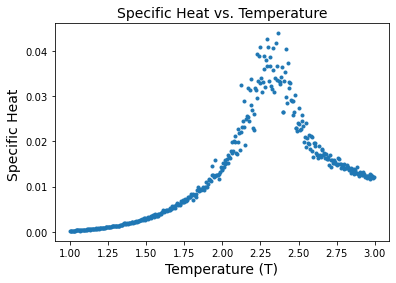 Specific Heat vs. Temperature
Specific Heat
0.04
0.03
0.02
0.01
0.00
1.00 1.25 1.50 1.75 2.00 2.25 2.50 2.75 3.00
Temperature (T)